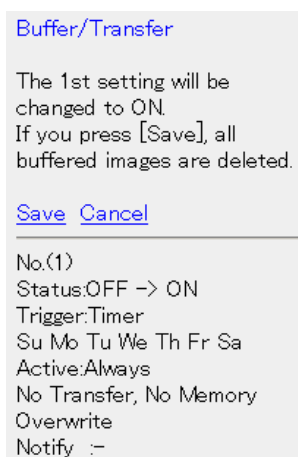 Buffer/Transfer
The 1st setting will be
changed to ON.
If you press [Save], all
buffered images are deleted.
Save Cancel
No.(1)
Status:OFF -> ON
Trigger:Timer
Su Mo Tu We Th Fr Sa
Active:Always
No Transfer, No Memory
Overwrite
Notify :-